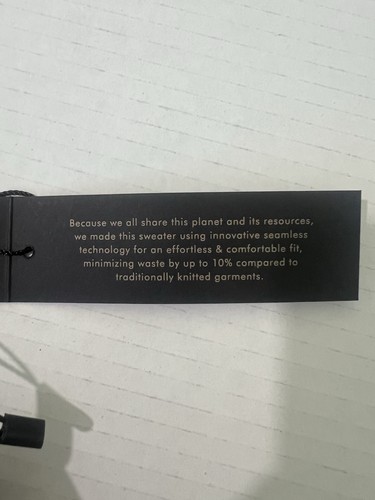 Because we all share this planet and its resources,
we made this sweater using innovative seamless
technology for an effortless & comfortable fit,
minimizing waste by up to 10% compared to
traditionally knitted garments.